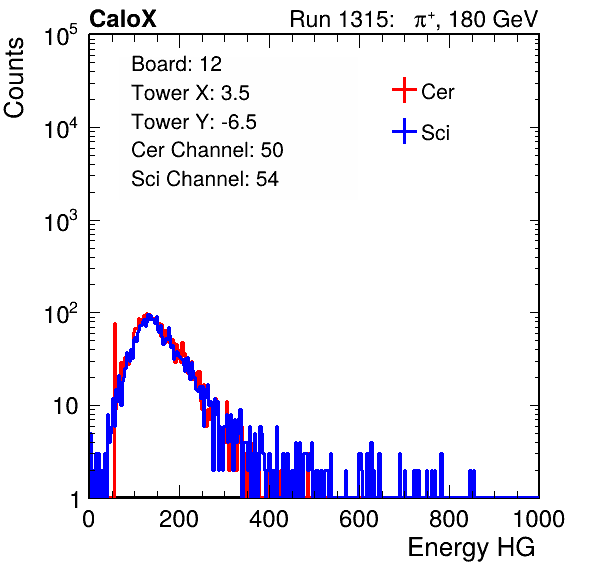 CaloX Run 1315: π⁺, 180 GeV
Counts
10⁵
10⁴
10³
10²
10
1
Board: 12
Tower X: 3.5
Tower Y: -6.5
Cer Channel: 50
Sci Channel: 54
Cer
Sci
0 200 400 600 800 1000
Energy HG